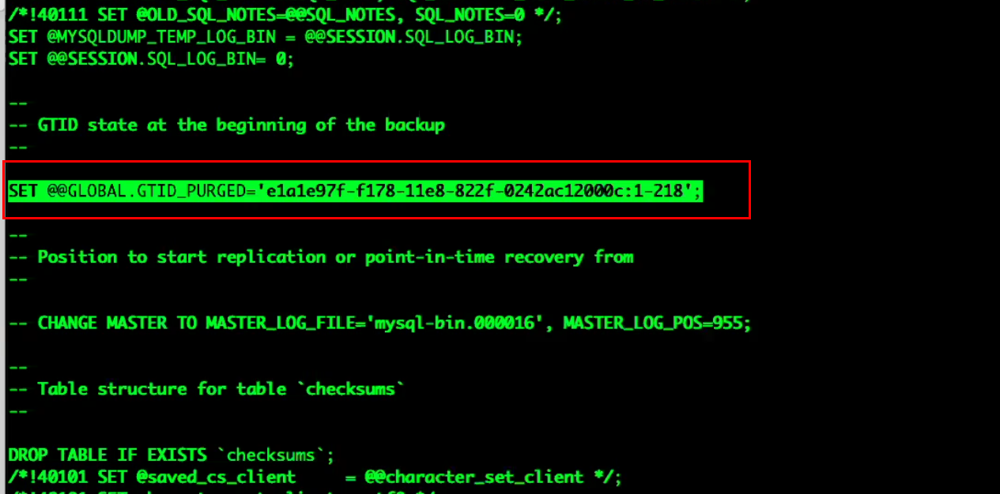 /*!40111 SET @OLD_SQL_NOTES=@@SQL_NOTES, SQL_NOTES=0 */;
SET @MYSQLDUMP_TEMP_LOG_BIN = @@SESSION.SQL_LOG_BIN;
SET @@SESSION.SQL_LOG_BIN= 0;
--
-- GTID state at the beginning of the backup
--
SET @@GLOBAL.GTID_PURGED='e1a1e97f-f178-11e8-822f-0242ac12000c:1-218';
--
-- Position to start replication or point-in-time recovery from
--
-- CHANGE MASTER TO MASTER_LOG_FILE='mysql-bin.000016', MASTER_LOG_POS=955;
--
-- Table structure for table `checksums`
--
DROP TABLE IF EXISTS `checksums`;
/*!40101 SET @saved_cs_client     = @@character_set_client */;